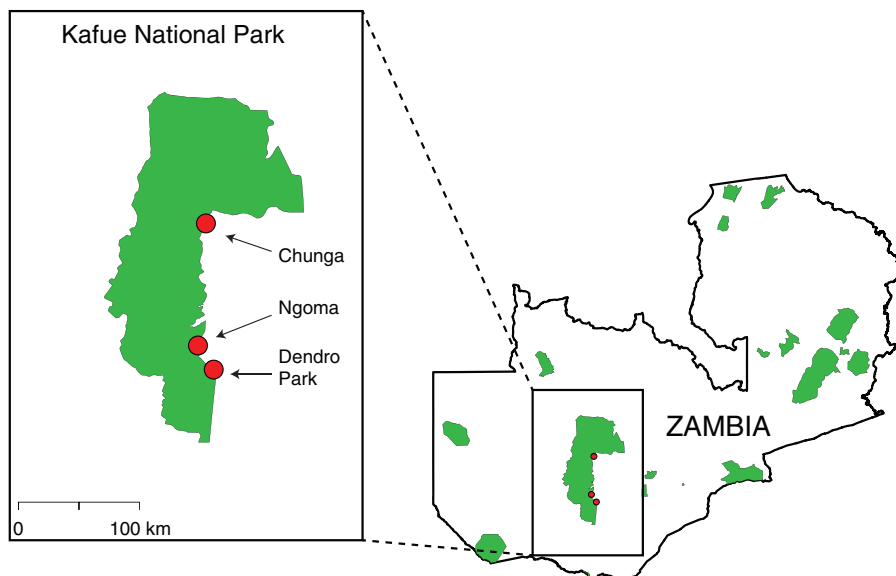 Kafue National Park
Chunga
Ngoma
Dendro
Park
0
100 km
ZAMBIA